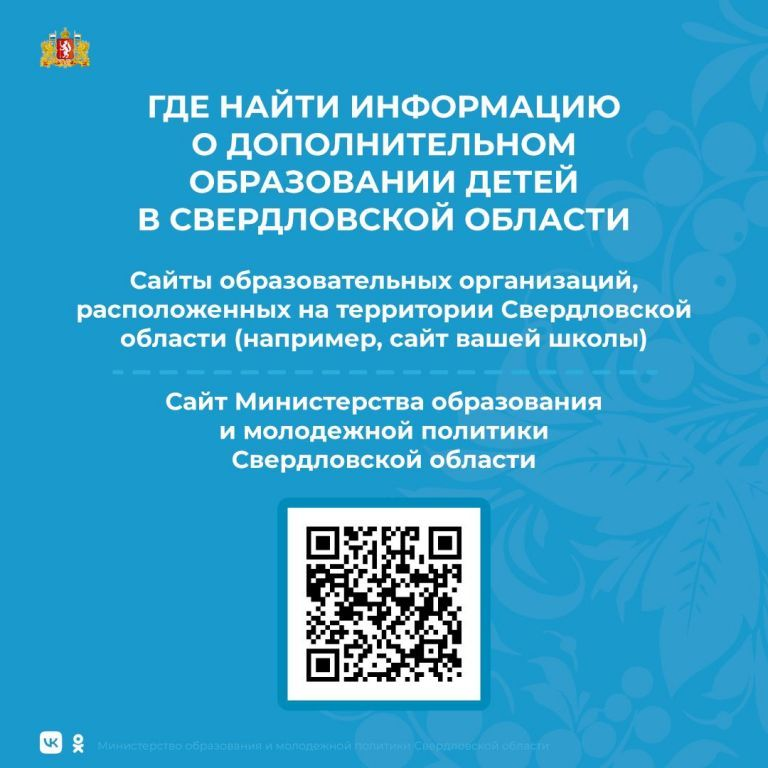 ГДЕ НАЙТИ ИНФОРМАЦИЮ
О ДОПОЛНИТЕЛЬНОМ
ОБРАЗОВАНИИ ДЕТЕЙ
В СВЕРДЛОВСКОЙ ОБЛАСТИ
Сайты образовательных организаций,
расположенных на территории Свердловской
области (например, сайт вашей школы)
Сайт Министерства образования
и молодежной политики
Свердловской области
Министерство образования и молодежной политики Свердловской области